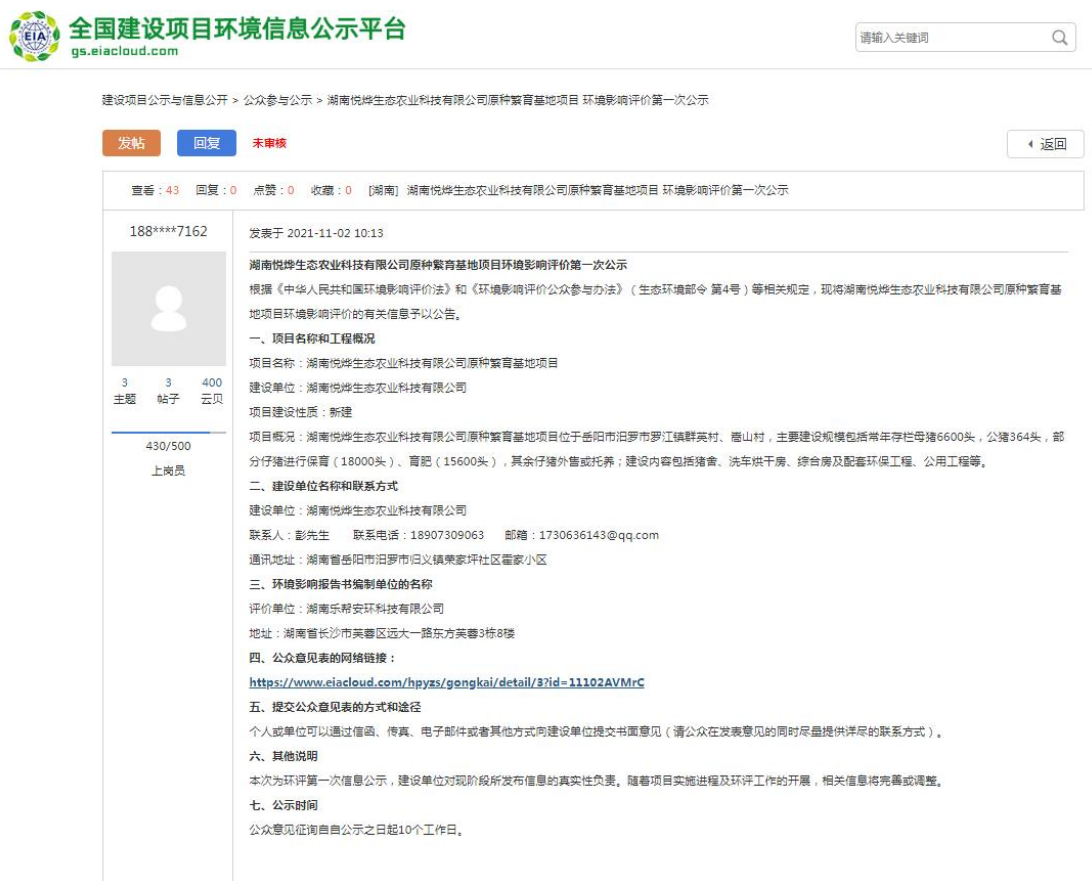 EIA
全国建设项目环境信息公示平台
gs.eiacloud.com
请输入关键词
建设项目公示与信息公开 > 公众参与公示 > 湖南悦烨生态农业科技有限公司原种繁育基地项目 环境影响评价第一次公示
发帖 回复 未审核 返回
查看：43 回复：0 点赞：0 收藏：0 [湖南] 湖南悦烨生态农业科技有限公司原种繁育基地项目 环境影响评价第一次公示
188****7162
3 3 400
主题 帖子 云贝
430/500
上岗员
发表于 2021-11-02 10:13
湖南悦烨生态农业科技有限公司原种繁育基地项目环境影响评价第一次公示
根据《中华人民共和国环境影响评价法》和《环境影响评价公众参与办法》（生态环境部令 第4号）等相关规定，现将湖南悦烨生态农业科技有限公司原种繁育基
地项目环境影响评价的有关信息予以公告。
一、项目名称和工程概况
项目名称：湖南悦烨生态农业科技有限公司原种繁育基地项目
建设单位：湖南悦烨生态农业科技有限公司
项目建设性质：新建
项目概况：湖南悦烨生态农业科技有限公司原种繁育基地项目位于岳阳市汨罗市罗江镇群英村、山村，主要建设规模包括常年存栏母猪6600头，公猪364头，部
分仔猪进行保育（18000头）、育肥（15600头），其余仔猪外售或托养；建设内容包括猪舍、洗车烘干房、综合房及配套环保工程、公用工程等。
二、建设单位名称和联系方式
建设单位：湖南悦烨生态农业科技有限公司
联系人：彭先生 联系电话：18907309063 邮箱：1730636143@qq.com
通讯地址：湖南省岳阳市汨罗市归义镇荣家坪社区霍家小区
三、环境影响报告书编制单位的名称
评价单位：湖南乐帮安环科技有限公司
地址：湖南省长沙市芙蓉区远大一路东方芙蓉3栋8楼
四、公众意见表的网络链接：
https://www.eiacloud.com/hpyzs/gongkai/detail/3?id=11102AVMrC
五、提交公众意见表的方式和途径
个人或单位可以通过信函、传真、电子邮件或者其他方式向建设单位提交书面意见（请公众在发表意见的同时尽量提供详尽的联系方式）。
六、其他说明
本次为环评第一次信息公示，建设单位对现阶段所发布信息的真实性负责。随着项目实施进程及环评工作的开展，相关信息将完善或调整。
七、公示时间
公众意见征询自自公示之日起10个工作日。